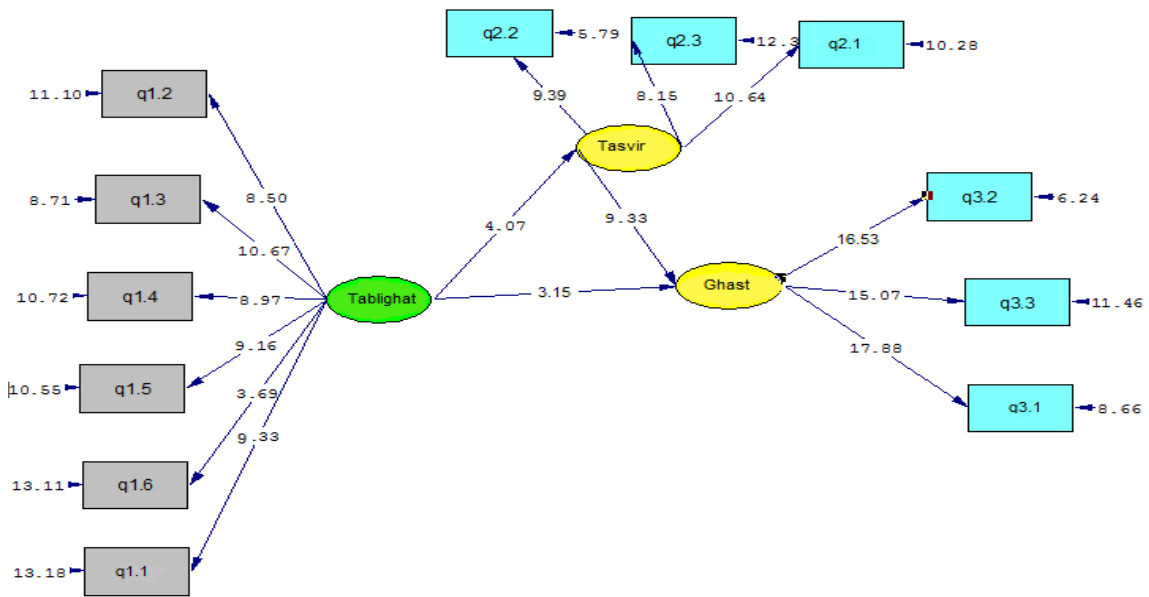 q2.2
5.79
q2.3
12.3
q2.1
10.28
11.10
q1.2
9.39
8.15
10.64
Tasvir
8.71
q1.3
8.50
q3.2
6.24
4.07
9.33
16.53
10.67
10.72
q1.4
8.97
Tablighat
3.15
Ghast
15.07
q3.3
11.46
9.16
17.88
10.55
q1.5
3.69
q3.1
8.66
9.33
13.11
q1.6
13.18
q1.1